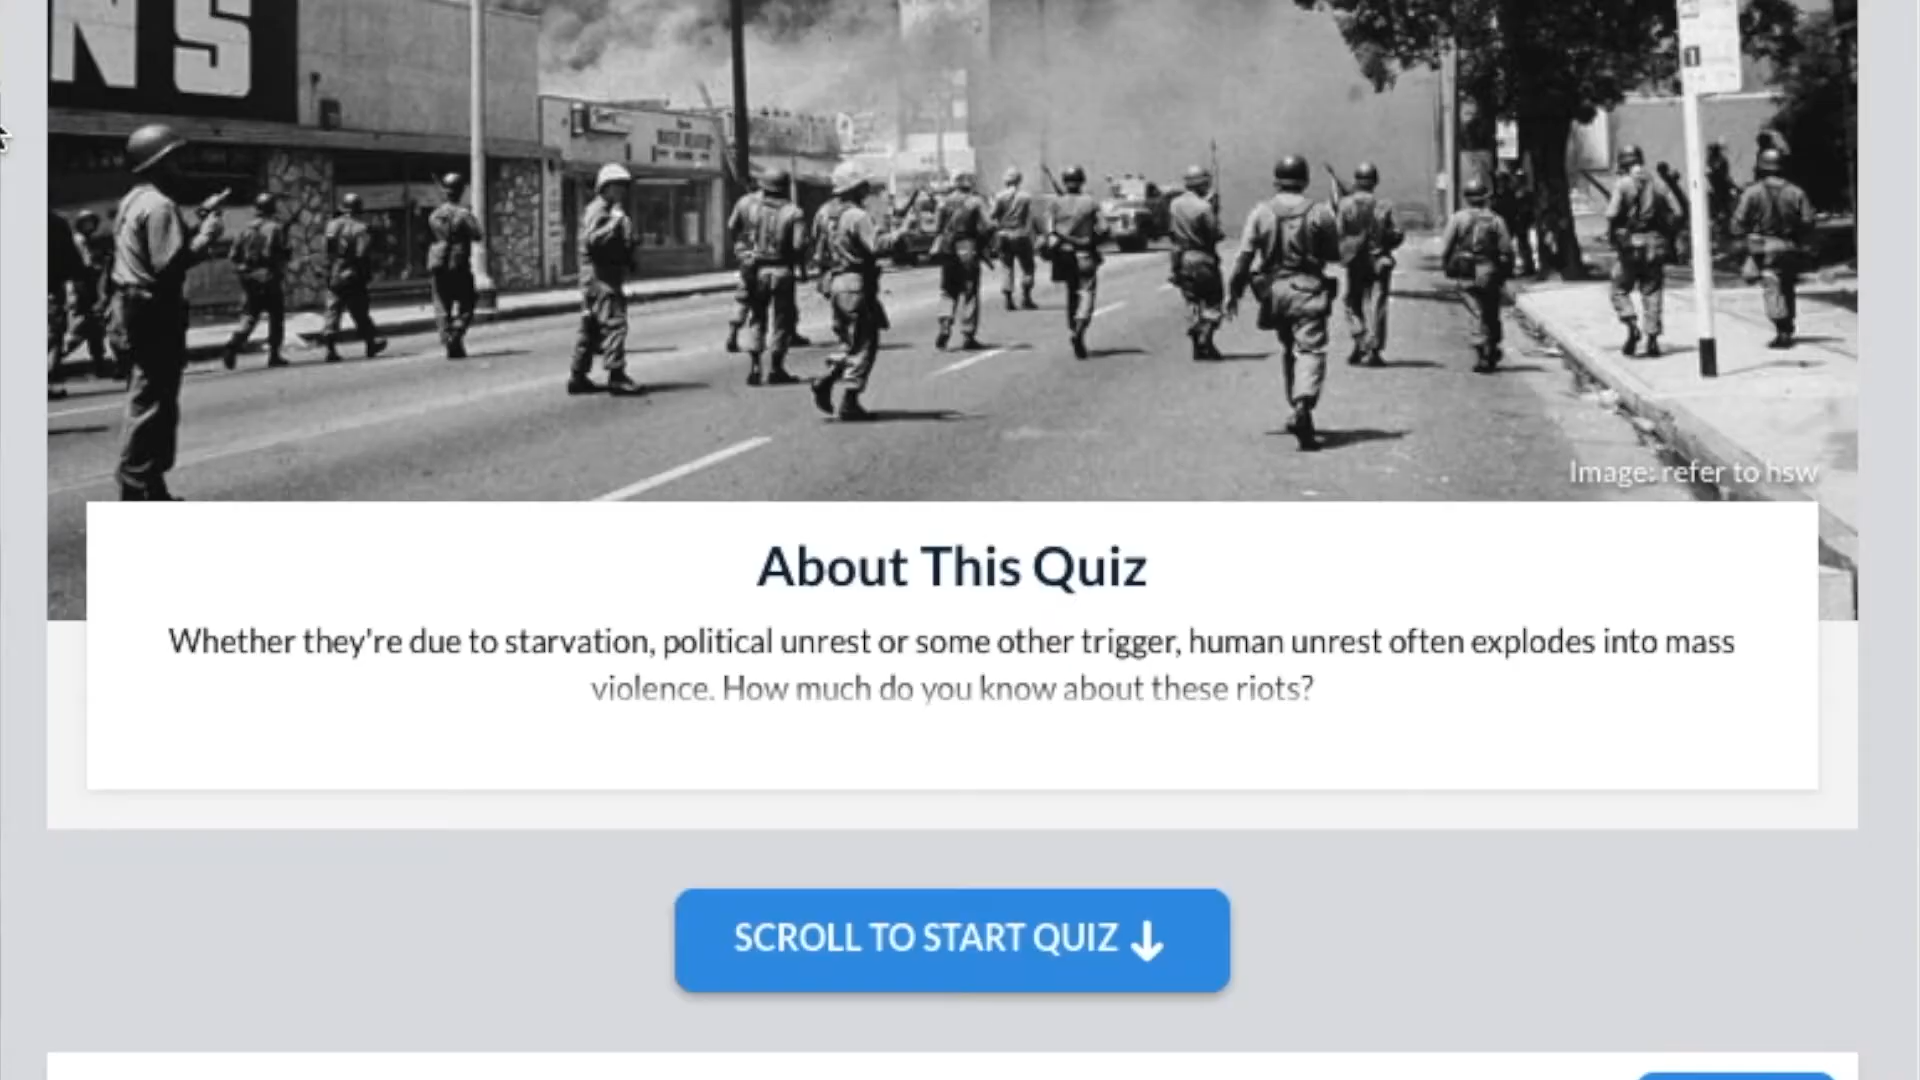 NS
Image: refer to hsw
About This Quiz
Whether they're due to starvation, political unrest or some other trigger, human unrest often explodes into mass
violence. How much do you know about these riots?
SCROLL TO START QUIZ